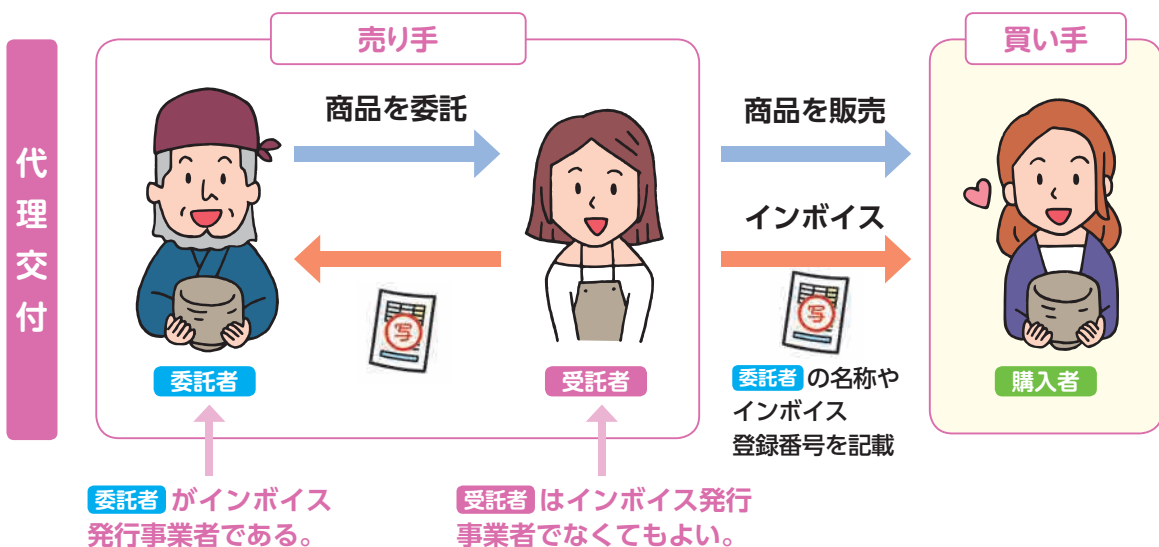 代理交付
売り手
買い手
商品を委託
商品を販売
インボイス
写
写
委託者
受託者
委託者 の名称や
インボイス
登録番号を記載
購入者
委託者 がインボイス
発行事業者である。
受託者 はインボイス発行
事業者でなくてもよい。